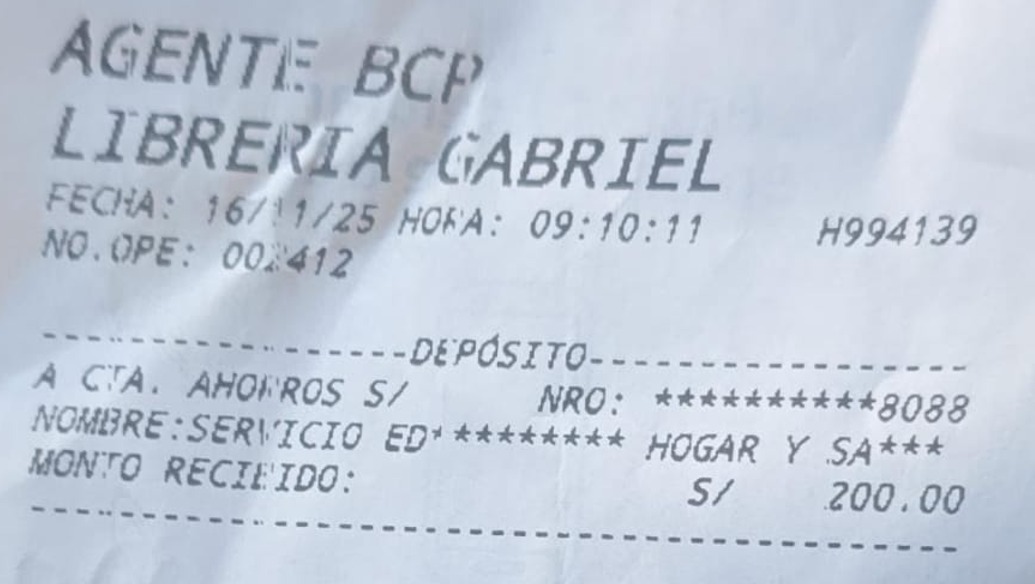 AGENTE BCP
LIBRERIA GABRIEL
FECHA: 16/11/25 HORA: 09:10:11 H994139
NO.OPE: 002412
------------------DEPÓSITO------------------
A CTA. AHORROS S/ NRO: **********8088
NOMBRE:SERVICIO ED********* HOGAR Y SA***
MONTO RECIBIDO: S/ 200.00